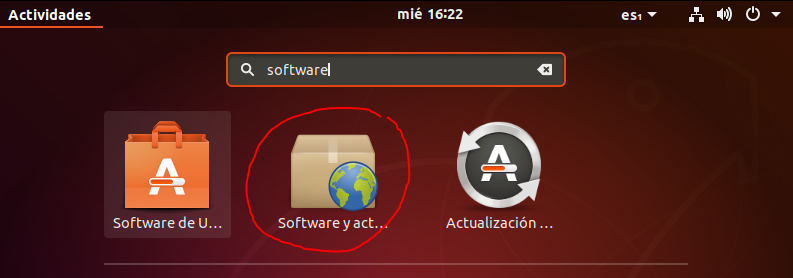 Actividades
mié 16:22
es₁
software
Software de U…
Software y act…
Actualización …